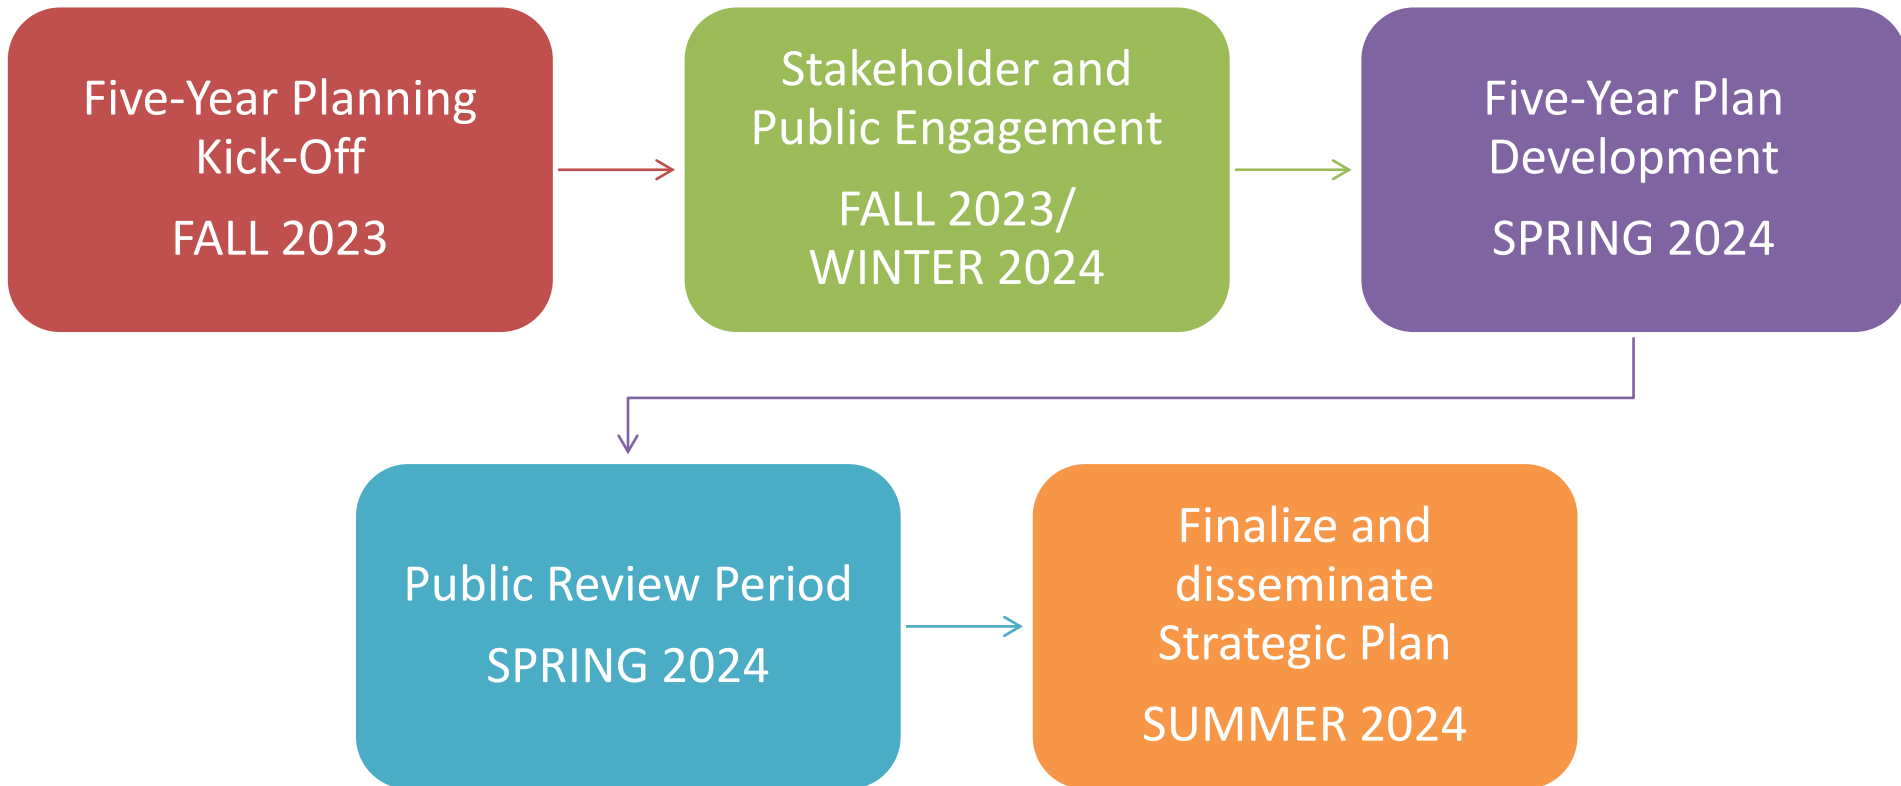 Five-Year Planning
Kick-Off
FALL 2023
Stakeholder and
Public Engagement
FALL 2023/
WINTER 2024
Five-Year Plan
Development
SPRING 2024
Public Review Period
SPRING 2024
Finalize and
disseminate
Strategic Plan
SUMMER 2024